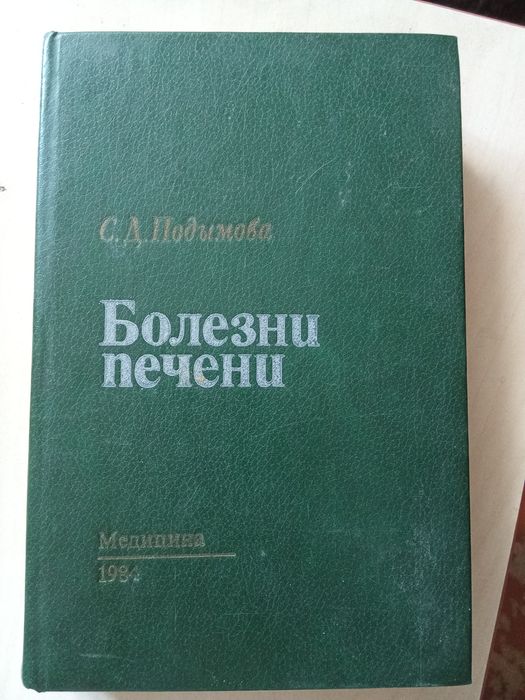 С. Д. Подымова
Болезни
печени
Медицина
1984